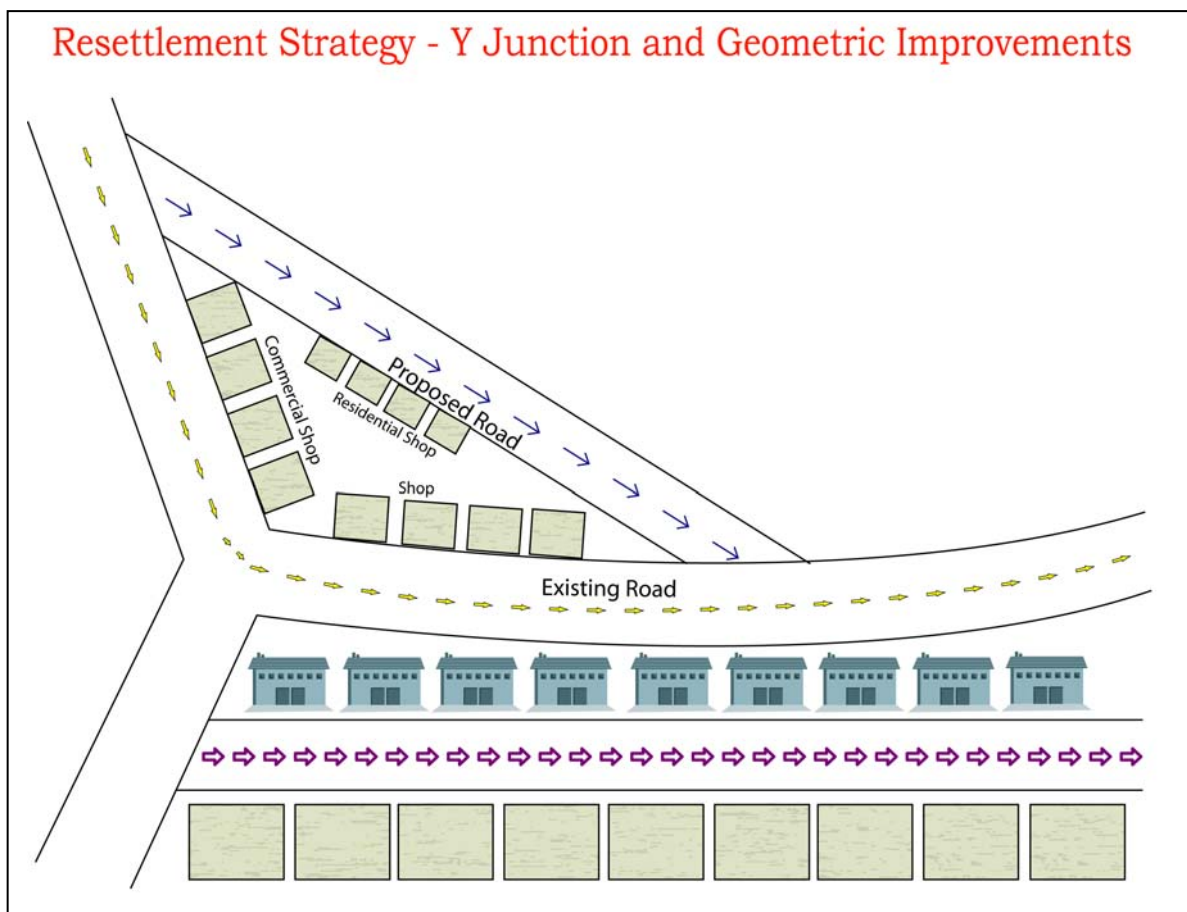 Resettlement Strategy - Y Junction and Geometric Improvements
Commercial Shop
Proposed Road
Residential Shop
Shop
Existing Road